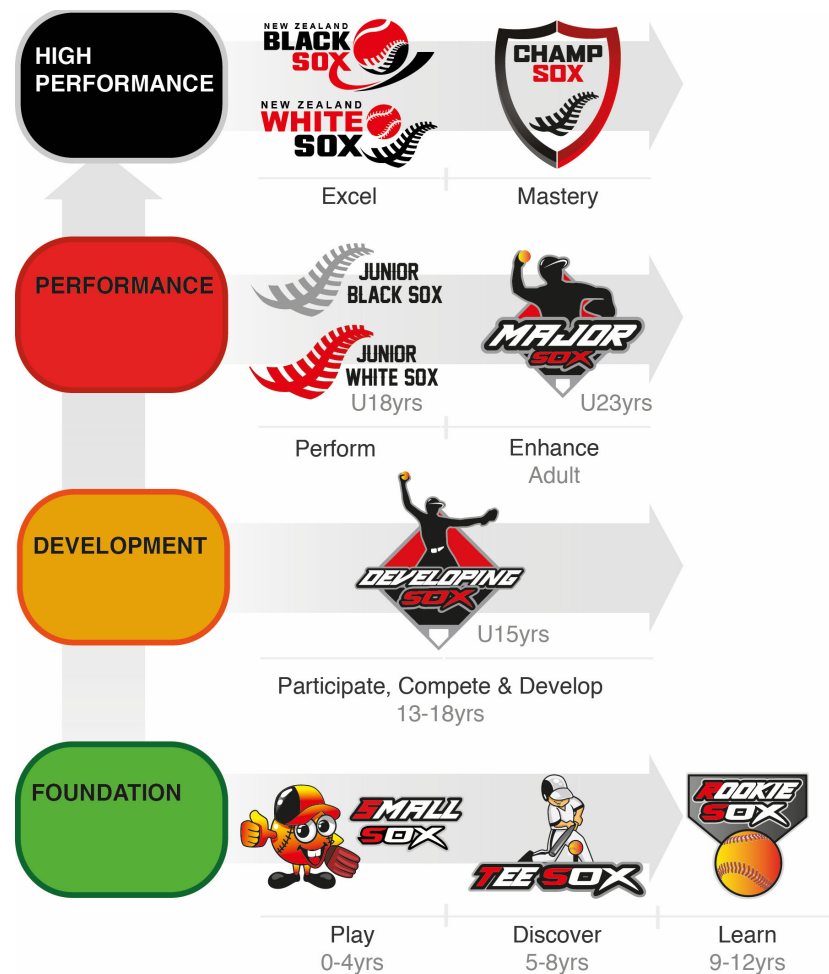 HIGH
PERFORMANCE
NEW ZEALAND
BLACK
SOX
NEW ZEALAND
WHITE
SOX
CHAMP
SOX
Excel
Mastery
PERFORMANCE
JUNIOR
BLACK SOX
JUNIOR
WHITE SOX
U18yrs
MAJOR
SOX
U23yrs
Perform
Enhance
Adult
DEVELOPMENT
DEVELOPING
SOX
U15yrs
Participate, Compete & Develop
13-18yrs
FOUNDATION
SMALL
SOX
TEE SOX
ROOKIE
SOX
Play
Discover
Learn
0-4yrs
5-8yrs
9-12yrs